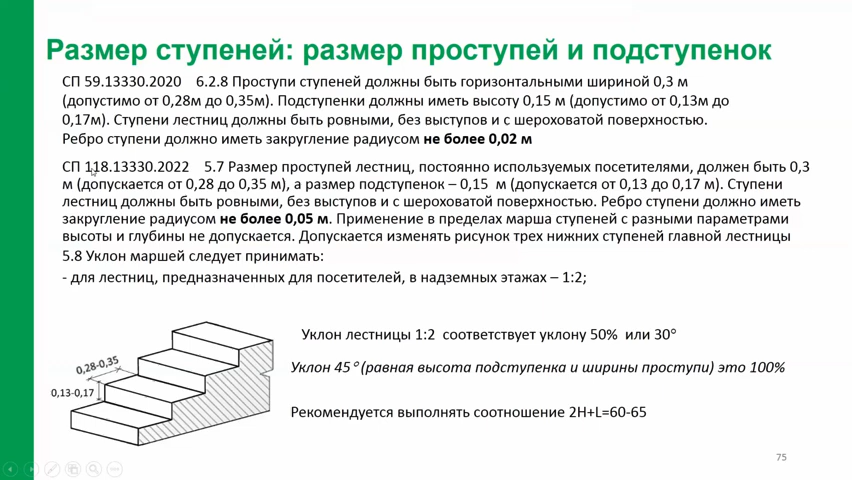 Размер ступеней: размер проступей и подступенок
СП 59.13330.2020 6.2.8 Проступи ступеней должны быть горизонтальными шириной 0,3 м
(допустимо от 0,28м до 0,35м). Подступенки должны иметь высоту 0,15 м (допустимо от 0,13м до
0,17м). Ступени лестниц должны быть ровными, без выступов и с шероховатой поверхностью.
Ребро ступени должно иметь закругление радиусом не более 0,02 м
СП 118.13330.2022 5.7 Размер проступей лестниц, постоянно используемых посетителями, должен быть 0,3
м (допускается от 0,28 до 0,35 м), а размер подступенок – 0,15 м (допускается от 0,13 до 0,17 м). Ступени
лестниц должны быть ровными, без выступов и с шероховатой поверхностью. Ребро ступени должно иметь
закругление радиусом не более 0,05 м. Применение в пределах марша ступеней с разными параметрами
высоты и глубины не допускается. Допускается изменять рисунок трех нижних ступеней главной лестницы
5.8 Уклон маршей следует принимать:
- для лестниц, предназначенных для посетителей, в надземных этажах – 1:2;
Уклон лестницы 1:2 соответствует уклону 50% или 30°
0,28-0,35
Уклон 45° (равная высота подступенка и ширины проступи) это 100%
0,13-0,17
Рекомендуется выполнять соотношение 2H+L=60-65
75